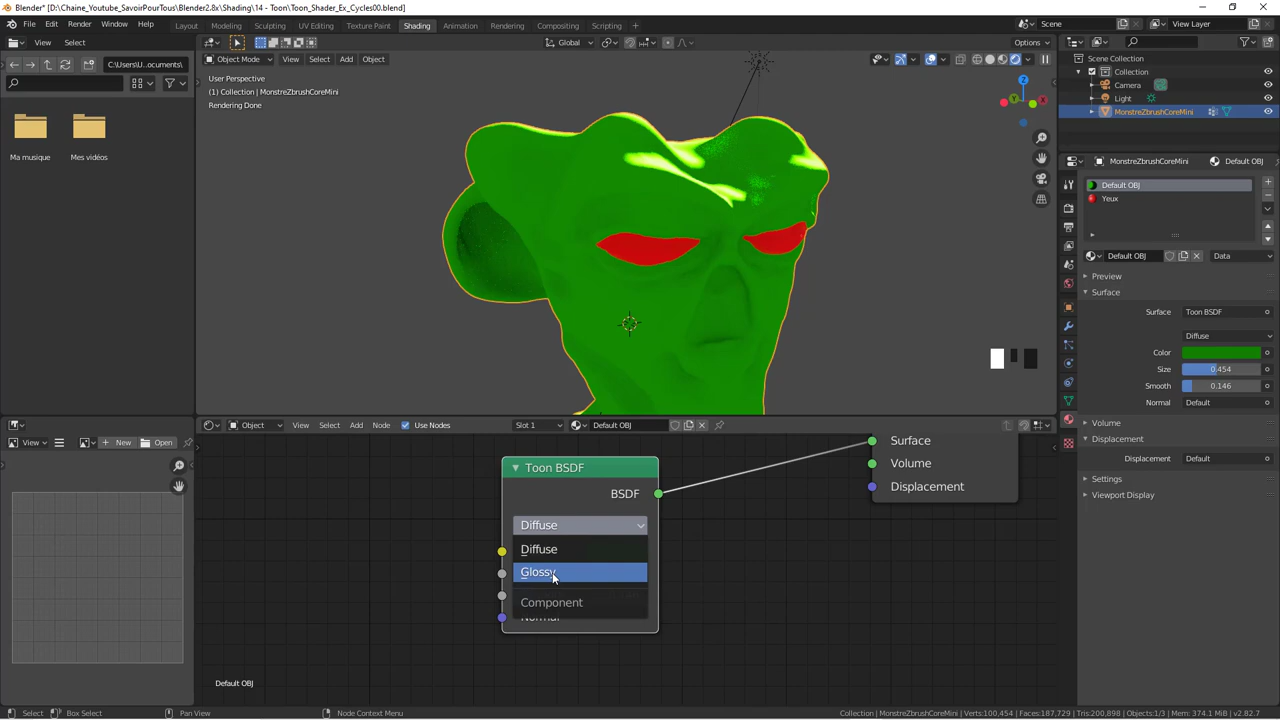 Blender* [D:\Chaine_Youtube_SavoirPourTous\Blender2.8x\Shading\14 - Toon\Toon_Shader_Ex_Cycles00.blend]
File Edit Render Window Help Layout Modeling Sculpting UV Editing Texture Paint Shading Animation Rendering Compositing Scripting Scene View Layer
View Select Global Options
C:\Users\U...ocuments\ Object Mode View Select Add Object
User Perspective
(1) Collection | MonstreZbrushCoreMini
Rendering Done
Ma musique Mes vidéos
Z
Y
X
Scene Collection
Collection
Camera
Light
MonstreZbrushCoreMini
MonstreZbrushCoreMini Default OBJ
Default OBJ
Yeux
Default OBJ Data
Preview
Surface
Surface Toon BSDF
Diffuse
Color
Size 0.454
Smooth 0.146
Normal Default
Volume
Displacement
Displacement Default
Settings
Viewport Display
View New Open
Object View Select Add Node Use Nodes Slot 1 Default OBJ
Toon BSDF
BSDF
Diffuse
Diffuse
Glossy
Component
Normal
Surface
Volume
Displacement
Default OBJ
Select Box Select Pan View Node Context Menu Collection | MonstreZbrushCoreMini | Verts:100,454 | Faces:187,729 | Tris:200,898 | Objects:1/3 | Mem: 374.1 MiB | v2.82.7